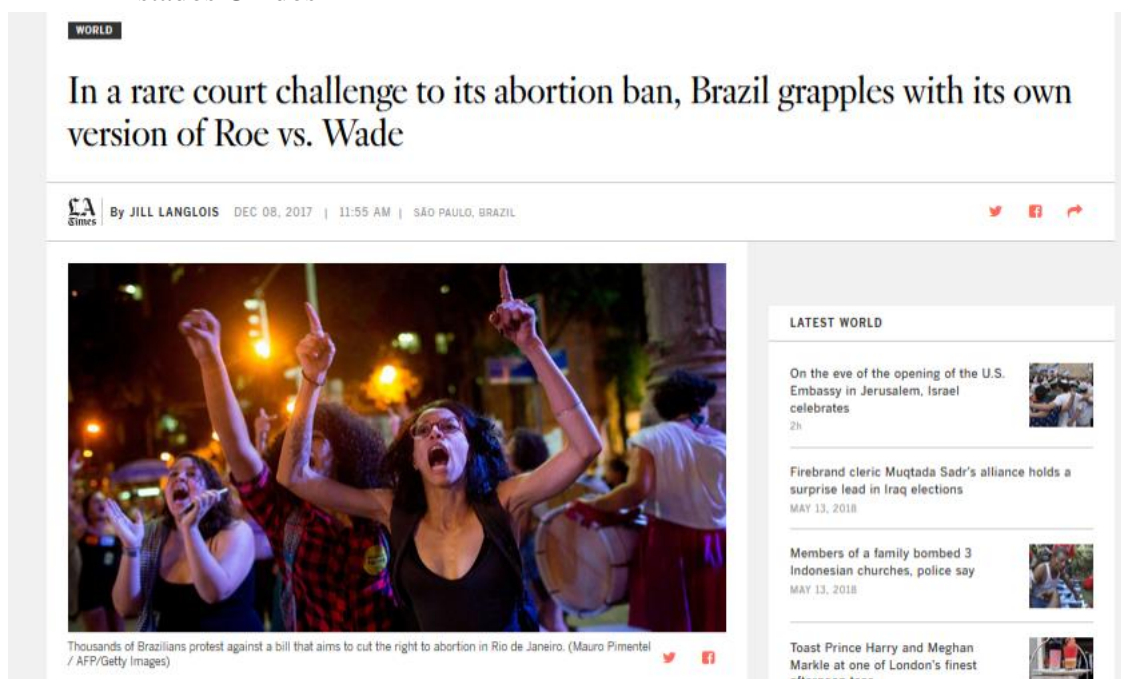 WORLD
In a rare court challenge to its abortion ban, Brazil grapples with its own
version of Roe vs. Wade
LA
Times
By JILL LANGLOIS DEC 08, 2017 | 11:55 AM | SÃO PAULO, BRAZIL
Thousands of Brazilians protest against a bill that aims to cut the right to abortion in Rio de Janeiro. (Mauro Pimentel
/ AFP/Getty Images)
LATEST WORLD
On the eve of the opening of the U.S.
Embassy in Jerusalem, Israel
celebrates
2h
Firebrand cleric Muqtada Sadr's alliance holds a
surprise lead in Iraq elections
MAY 13, 2018
Members of a family bombed 3
Indonesian churches, police say
MAY 13, 2018
Toast Prince Harry and Meghan
Markle at one of London's finest